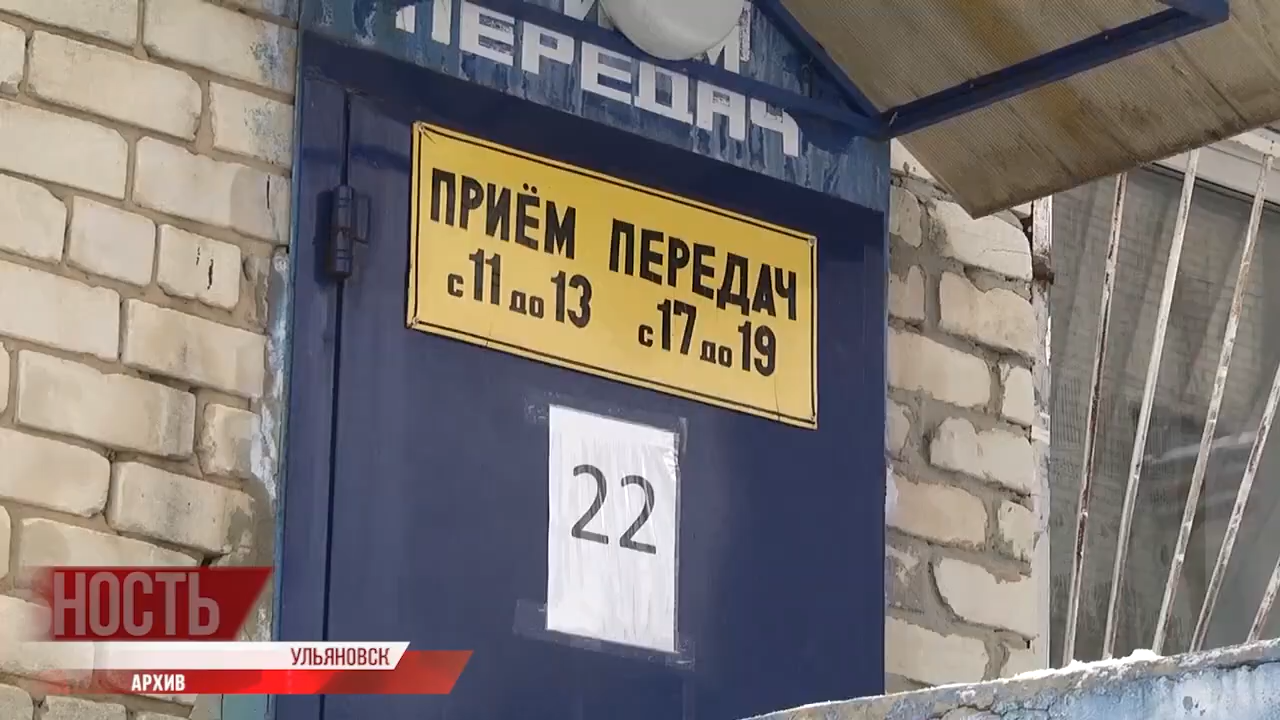 ПЕРЕДАЧ
ПРИЁМ ПЕРЕДАЧ
с 11 до 13 с 17 до 19
22
НОСТЬ
УЛЬЯНОВСК
АРХИВ